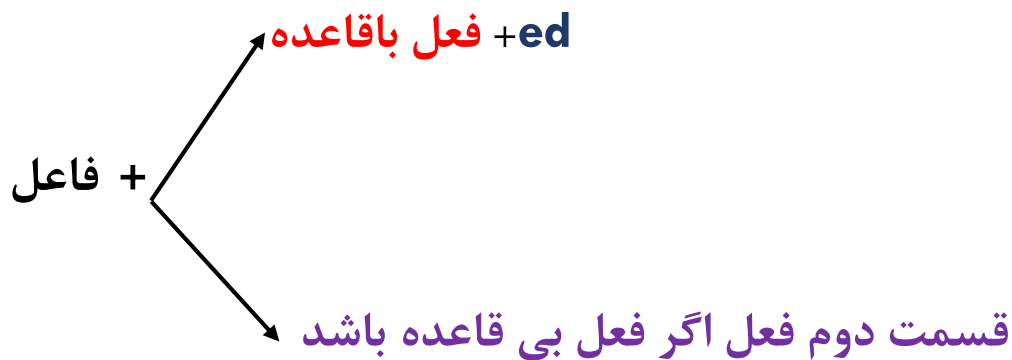 فعل باقاعده +ed
فاعل +
قسمت دوم فعل اگر فعل بی قاعده باشد